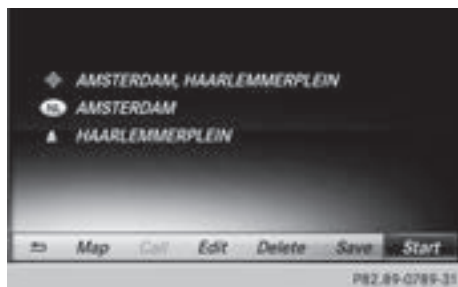 AMSTERDAM, HAARLEMMERPLEIN
NL AMSTERDAM
HAARLEMMERPLEIN
Map Call Edit Delete Save Start
P82.89-0789-31